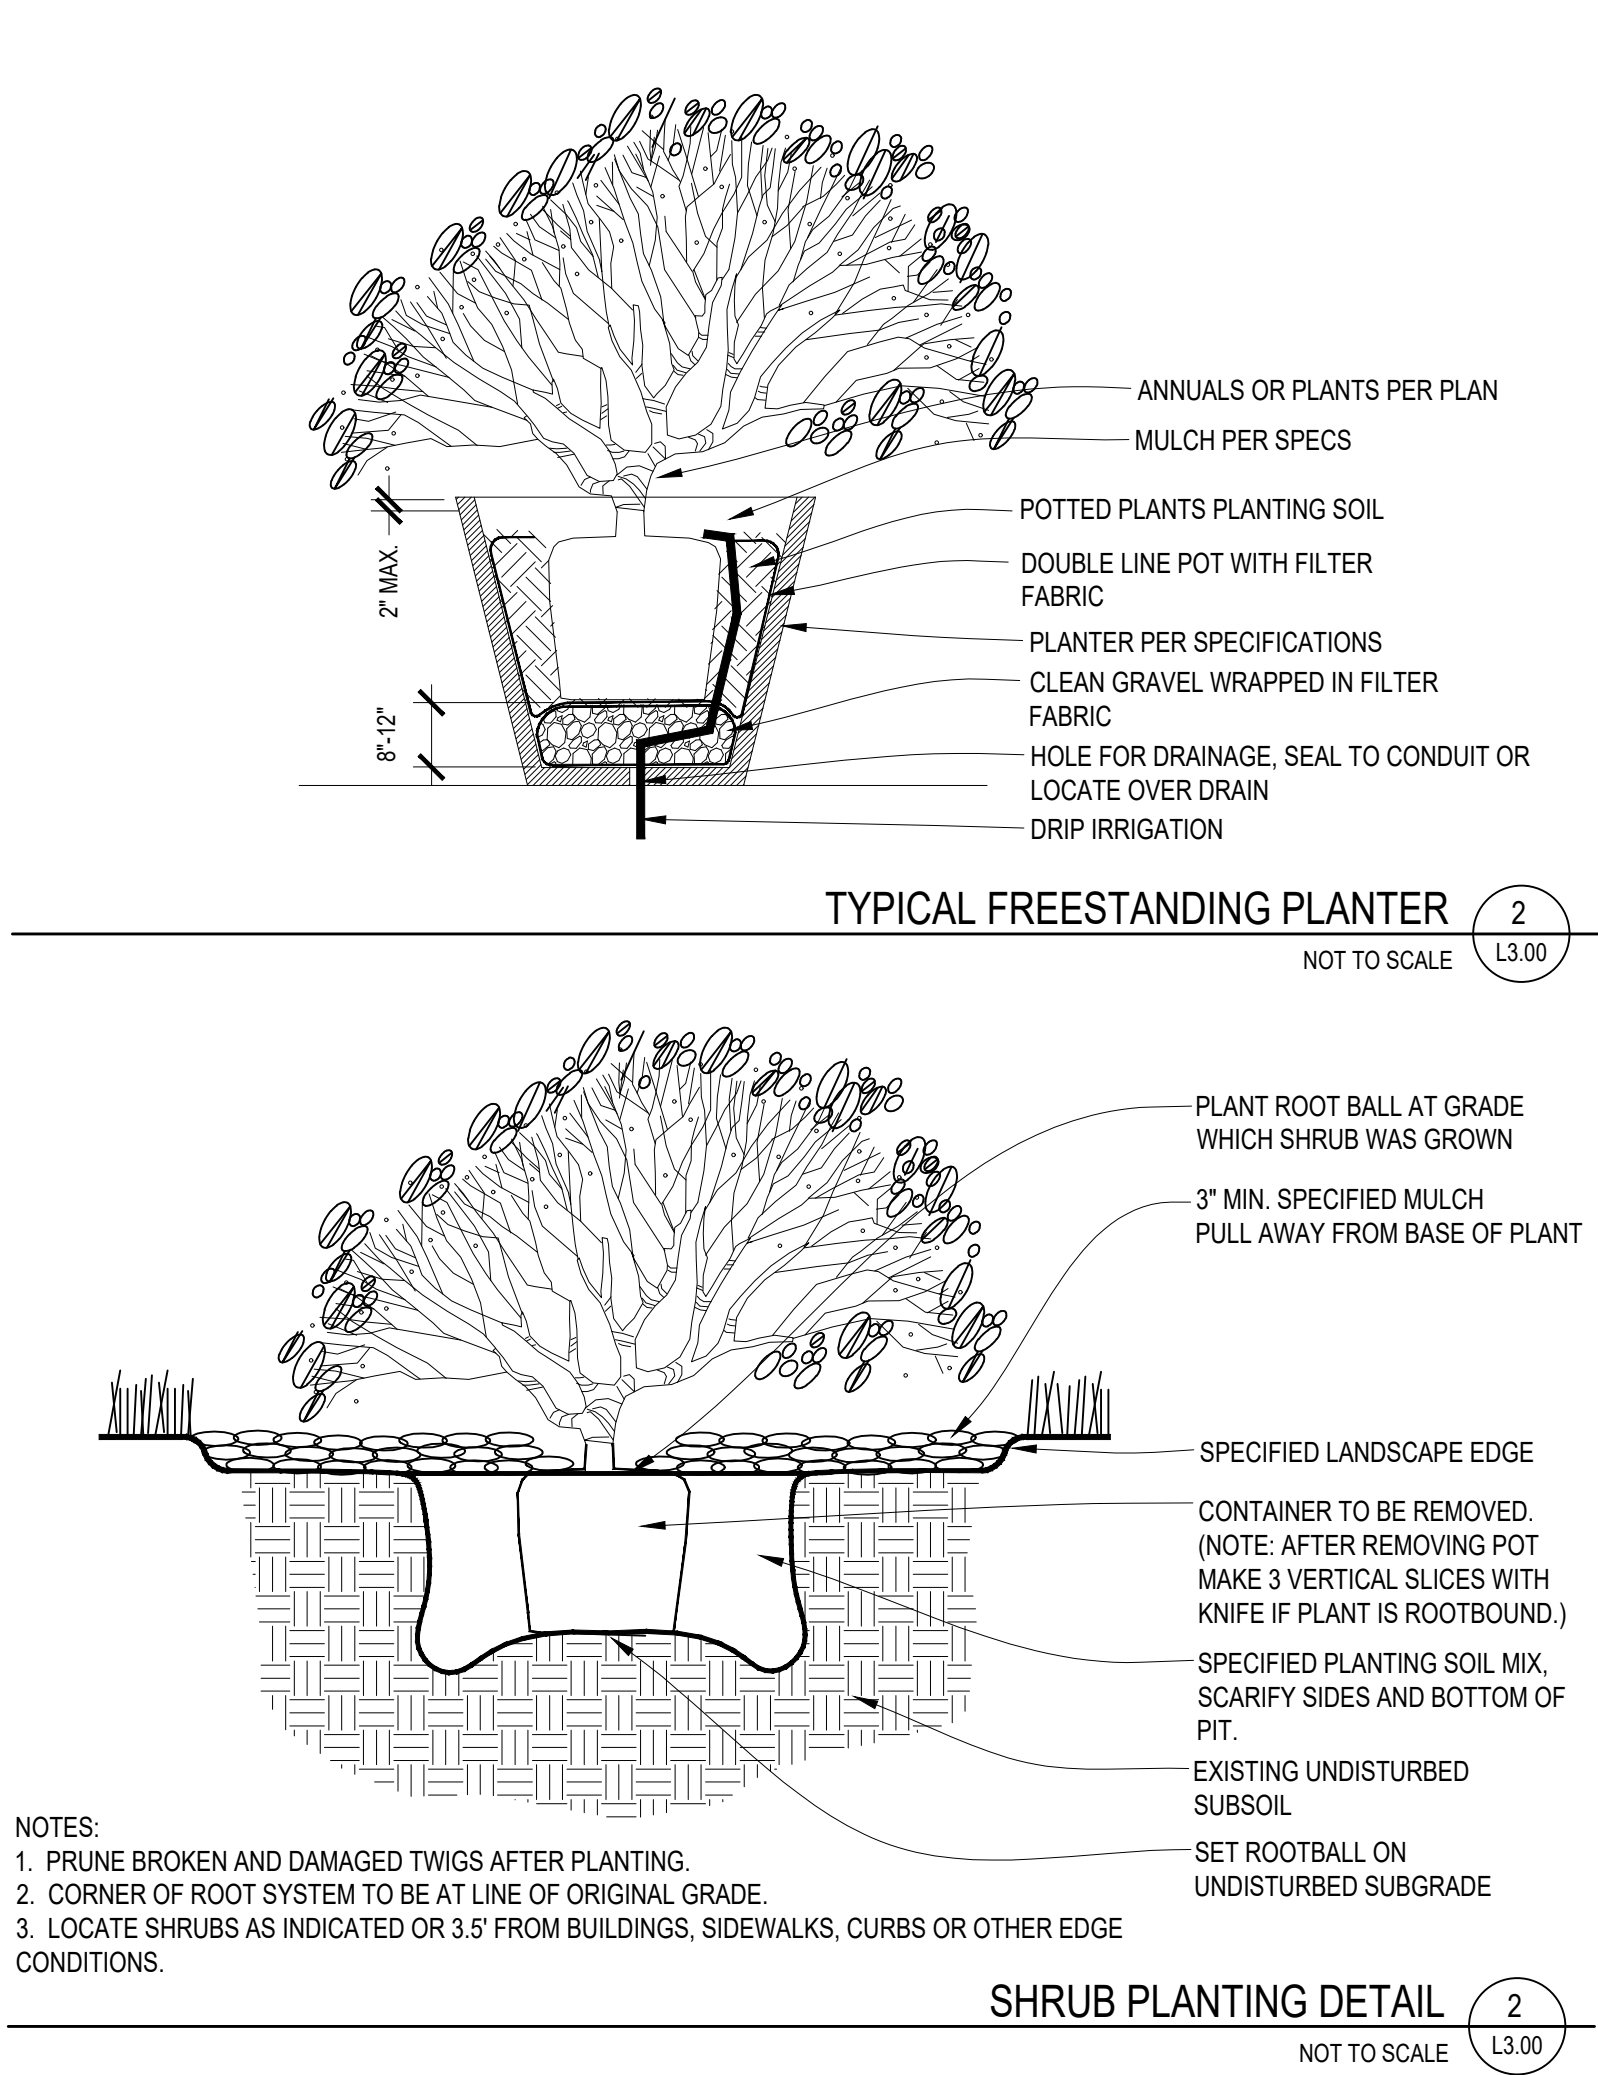 ANNUALS OR PLANTS PER PLAN
MULCH PER SPECS
POTTED PLANTS PLANTING SOIL
2" MAX.
DOUBLE LINE POT WITH FILTER
FABRIC
PLANTER PER SPECIFICATIONS
CLEAN GRAVEL WRAPPED IN FILTER
FABRIC
8"-12"
HOLE FOR DRAINAGE, SEAL TO CONDUIT OR
LOCATE OVER DRAIN
DRIP IRRIGATION
TYPICAL FREESTANDING PLANTER
2
NOT TO SCALE
L3.00
PLANT ROOT BALL AT GRADE
WHICH SHRUB WAS GROWN
3" MIN. SPECIFIED MULCH
PULL AWAY FROM BASE OF PLANT
SPECIFIED LANDSCAPE EDGE
CONTAINER TO BE REMOVED.
(NOTE: AFTER REMOVING POT
MAKE 3 VERTICAL SLICES WITH
KNIFE IF PLANT IS ROOTBOUND.)
SPECIFIED PLANTING SOIL MIX,
SCARIFY SIDES AND BOTTOM OF
PIT.
EXISTING UNDISTURBED
SUBSOIL
SET ROOTBALL ON
UNDISTURBED SUBGRADE
NOTES:
1. PRUNE BROKEN AND DAMAGED TWIGS AFTER PLANTING.
2. CORNER OF ROOT SYSTEM TO BE AT LINE OF ORIGINAL GRADE.
3. LOCATE SHRUBS AS INDICATED OR 3.5' FROM BUILDINGS, SIDEWALKS, CURBS OR OTHER EDGE
CONDITIONS.
SHRUB PLANTING DETAIL
2
NOT TO SCALE
L3.00